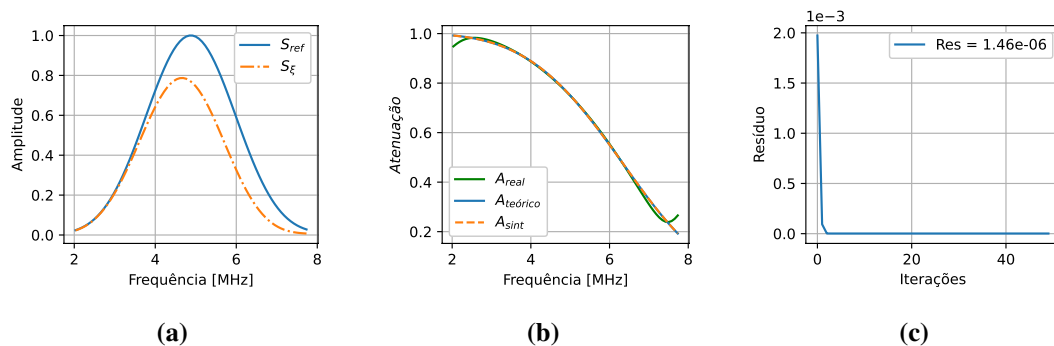 1.0
0.8
0.6
0.4
0.2
0.0
Amplitude
2 4 6 8
Frequência [MHz]
S_ref
S_ξ
(a)
1.0
0.8
0.6
0.4
0.2
Atenuação
2 4 6 8
Frequência [MHz]
A_real
A_teórico
A_sint
(b)
1e−3
2.0
1.5
1.0
0.5
0.0
Resíduo
0 20 40
Iterações
Res = 1.46e-06
(c)